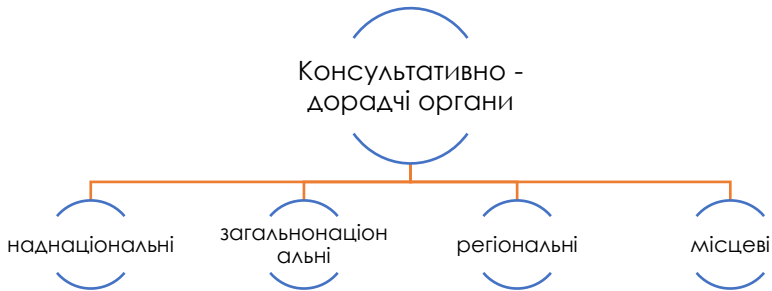 Консультативно -
дорадчі органи
наднаціональні
загальнонаціон
альні
регіональні
місцеві